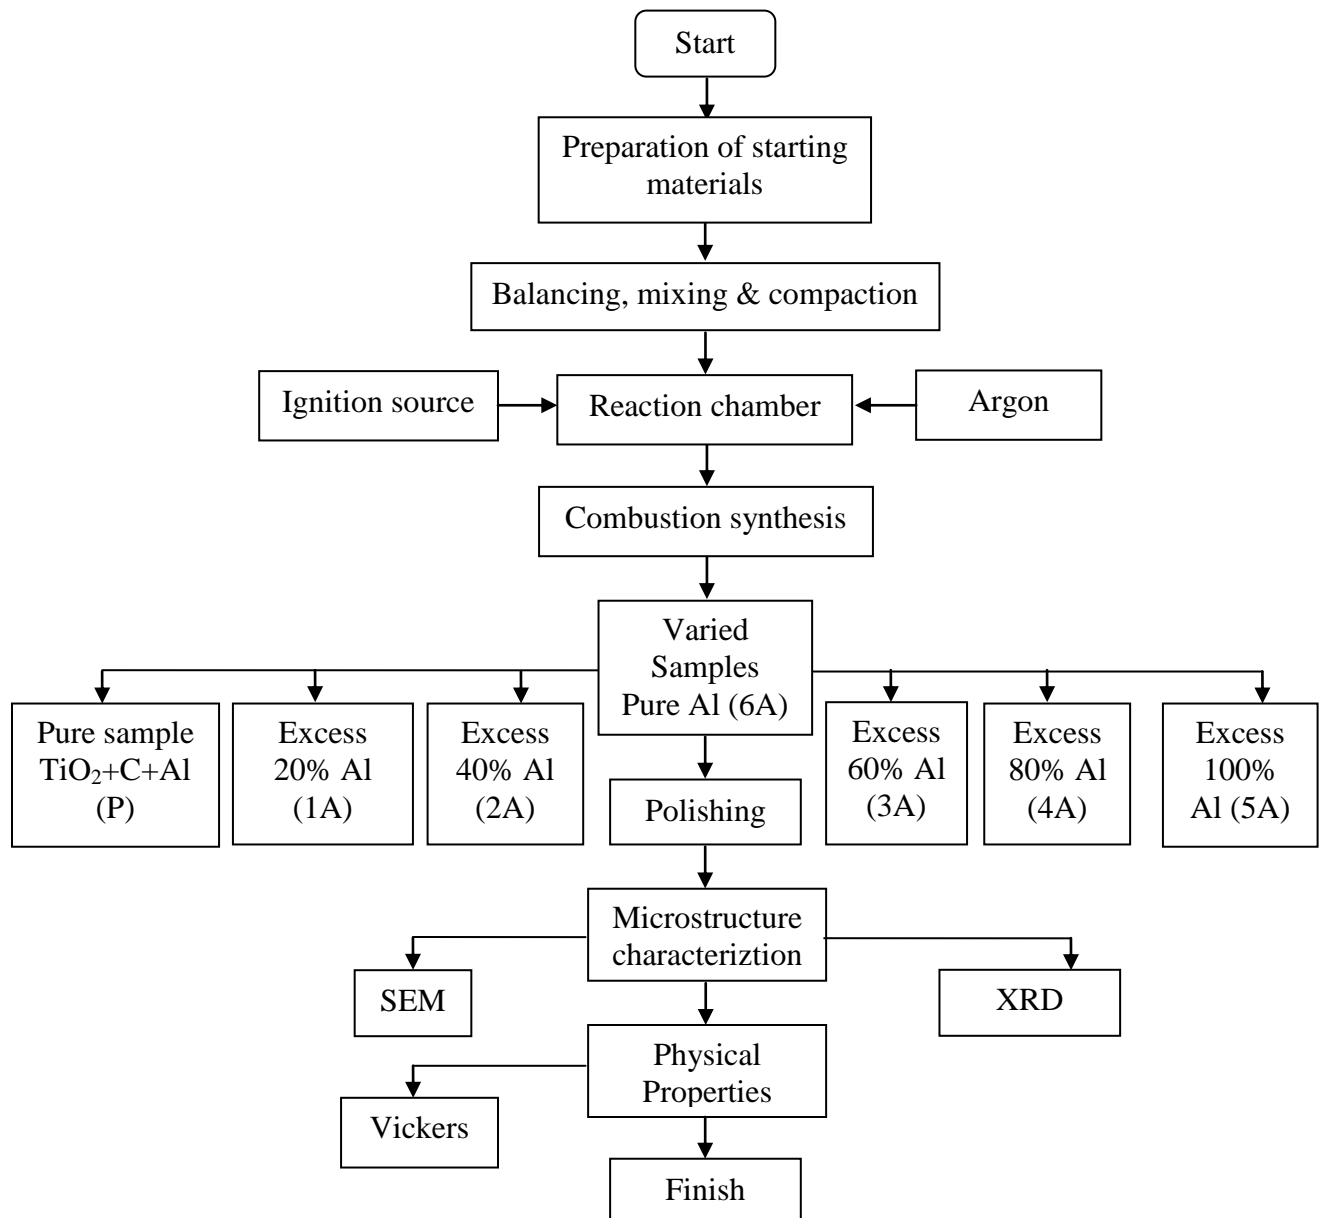 Start
Preparation of starting
materials
Balancing, mixing & compaction
Ignition source
Reaction chamber
Argon
Combustion synthesis
Varied
Samples
Pure Al (6A)
Pure sample
TiO₂+C+Al
(P)
Excess
20% Al
(1A)
Excess
40% Al
(2A)
Polishing
Excess
60% Al
(3A)
Excess
80% Al
(4A)
Excess
100%
Al (5A)
Microstructure
characteriztion
SEM
XRD
Physical
Properties
Vickers
Finish